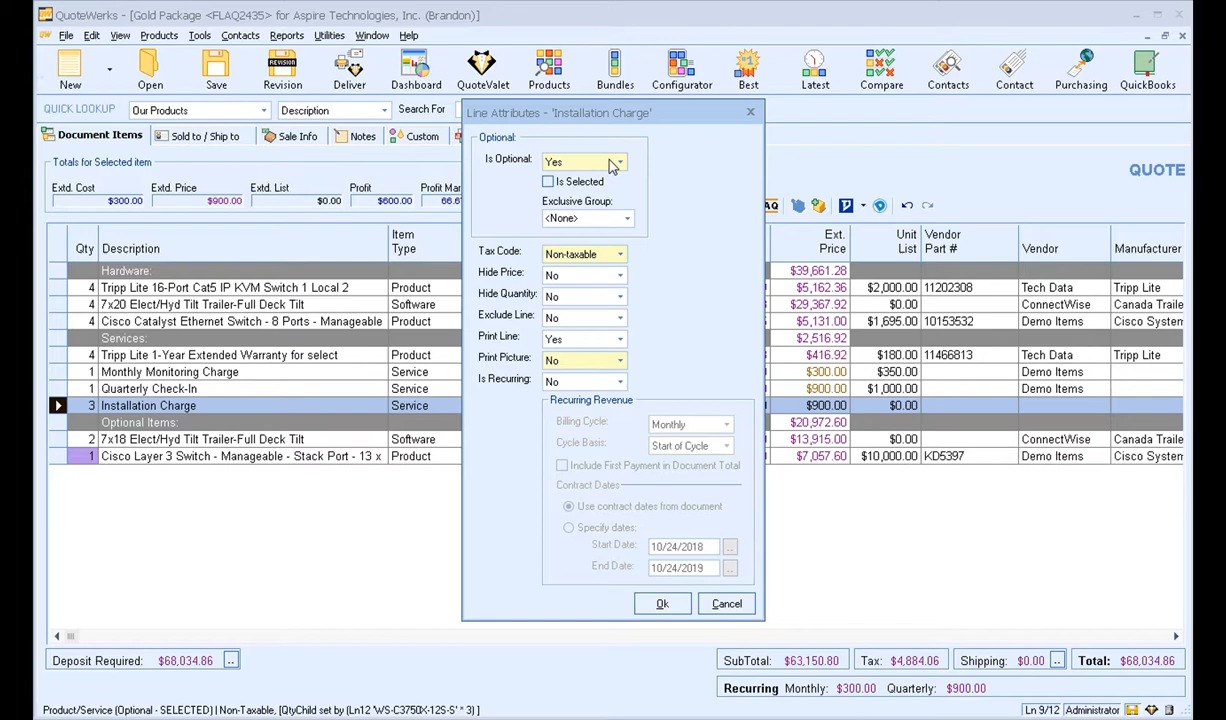 QuoteWerks - [Gold Package <FLAQ2435> for Aspire Technologies, Inc. (Brandon)]
File Edit View Products Tools Contacts Reports Utilities Window Help
New Open Save Revision Deliver Dashboard QuoteValet Products Bundles Configurator Best Latest Compare Contacts Contact Purchasing QuickBooks
QUICK LOOKUP Our Products Description Search For
Line Attributes - 'Installation Charge'
Document Items Sold to / Ship to Sale Info Notes Custom
Totals for Selected item
Extd. Cost Extd. Price Extd. List Profit Profit Mar
$300.00 $900.00 $0.00 $600.00 66.6
QUOTE
Optional:
Is Optional: Yes
Is Selected
Exclusive Group:
<None>
Tax Code: Non-taxable
Hide Price: No
Hide Quantity: No
Exclude Line: No
Print Line: Yes
Print Picture: No
Is Recurring: No
Recurring Revenue
Billing Cycle: Monthly
Cycle Basis: Start of Cycle
Include First Payment in Document Total
Contract Dates
Use contract dates from document
Specify dates:
Start Date: 10/24/2018 ..
End Date: 10/24/2019 ..
Ok Cancel
Qty Description Item Type Ext. Price Unit List Vendor Part # Vendor Manufacturer
Hardware: $39,661.28
4 Tripp Lite 16-Port Cat5 IP KVM Switch 1 Local 2 Product $5,162.36 $2,000.00 11202308 Tech Data Tripp Lite
4 7x20 Elect/Hyd Tilt Trailer-Full Deck Tilt Software $29,367.92 $0.00 ConnectWise Canada Traile
4 Cisco Catalyst Ethernet Switch - 8 Ports - Manageable Product $5,131.00 $1,695.00 10153532 Demo Items Cisco System
Services: $2,516.92
4 Tripp Lite 1-Year Extended Warranty for select Product $416.92 $180.00 11466813 Tech Data Tripp Lite
1 Monthly Monitoring Charge Service $300.00 $350.00 Demo Items
1 Quarterly Check-In Service $900.00 $1,000.00 Demo Items
3 Installation Charge Service $900.00 $0.00
Optional Items: $20,972.60
2 7x18 Elect/Hyd Tilt Trailer-Full Deck Tilt Software $13,915.00 $0.00 ConnectWise Canada Traile
1 Cisco Layer 3 Switch - Manageable - Stack Port - 13 x Product $7,057.60 $10,000.00 KD5397 Demo Items Cisco System
Deposit Required: $68,034.86 .. SubTotal: $63,150.80 Tax: $4,884.06 Shipping: $0.00 .. Total: $68,034.86
Recurring Monthly: $300.00 Quarterly: $900.00
Product/Service (Optional - SELECTED) | Non-Taxable, [QtyChild set by (Ln12 'WS-C3750X-12S-S' * 3) ] Ln 9/12 Administrator